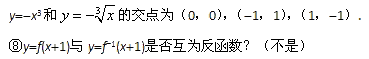 y=−x³和 y=−∛x 的交点为（0，0），（−1，1），（1，−1）.
⑧y=f(x+1)与 y=f⁻¹(x+1)是否互为反函数？（不是）